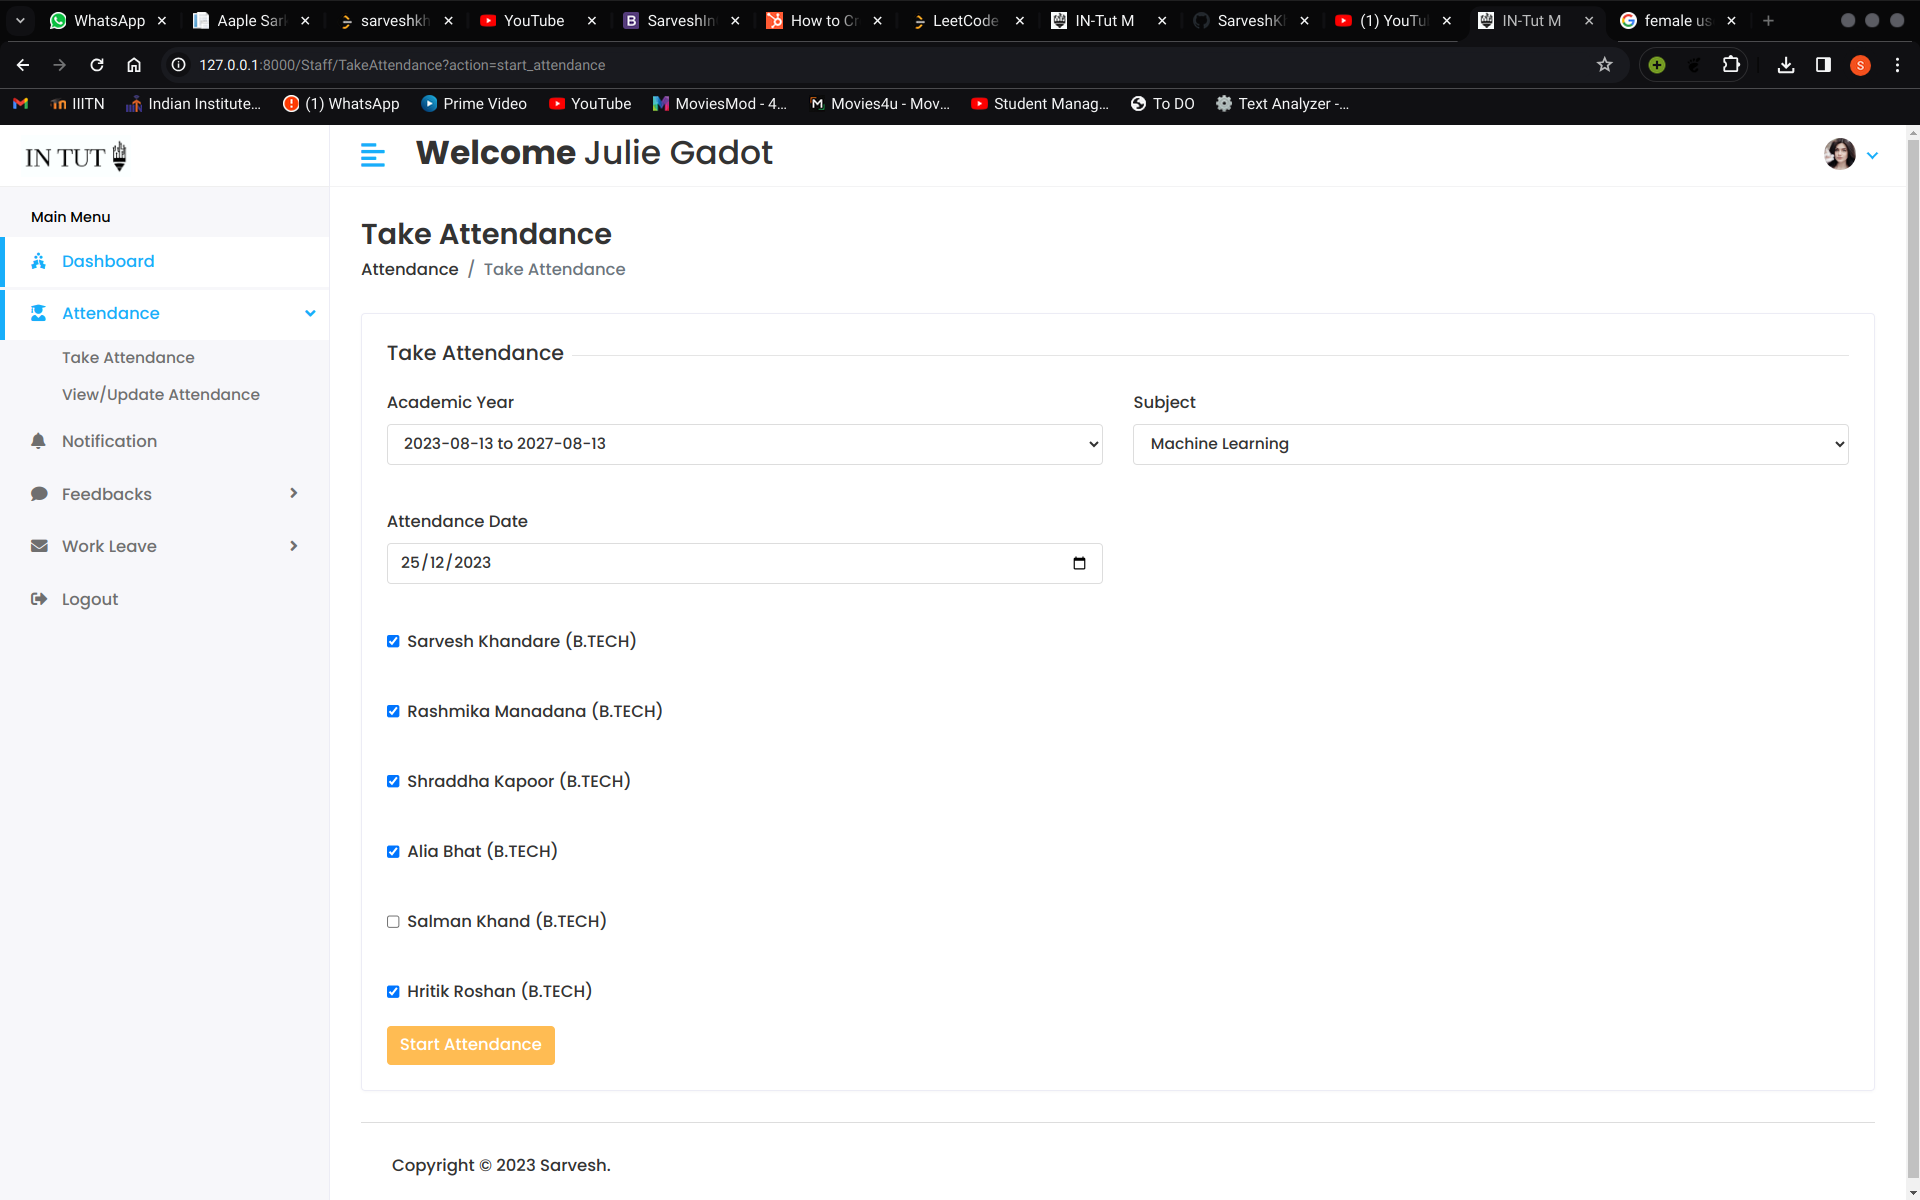 WhatsApp
Aaple Sark
sarveshkh
YouTube
SarveshIn
How to Cr
LeetCode
IN-Tut M
SarveshKh
(1) YouTu
IN-Tut M
female us
127.0.0.1:8000/Staff/TakeAttendance?action=start_attendance
S
IIITN
Indian Institute...
(1) WhatsApp
Prime Video
YouTube
MoviesMod - 4...
Movies4u - Mov...
Student Manag...
To DO
Text Analyzer -...
IN TUT
Welcome Julie Gadot
Main Menu
Dashboard
Attendance
Take Attendance
View/Update Attendance
Notification
Feedbacks
Work Leave
Logout
Take Attendance
Attendance / Take Attendance
Take Attendance
Academic Year
Subject
2023-08-13 to 2027-08-13
Machine Learning
Attendance Date
25/12/2023
Sarvesh Khandare (B.TECH)
Rashmika Manadana (B.TECH)
Shraddha Kapoor (B.TECH)
Alia Bhat (B.TECH)
Salman Khand (B.TECH)
Hritik Roshan (B.TECH)
Start Attendance
Copyright © 2023 Sarvesh.